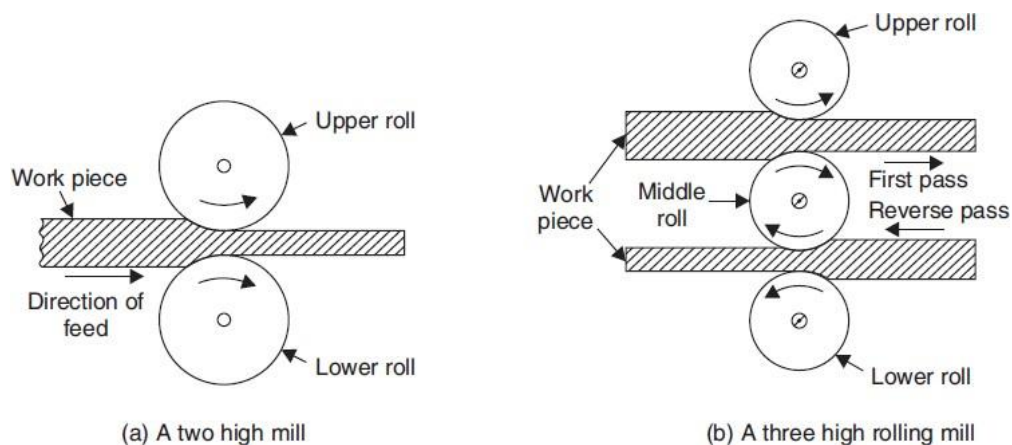 Upper roll
Work piece
Direction of
feed
Lower roll
(a) A two high mill
Upper roll
Work
piece
Middle
roll
First pass
Reverse pass
Lower roll
(b) A three high rolling mill